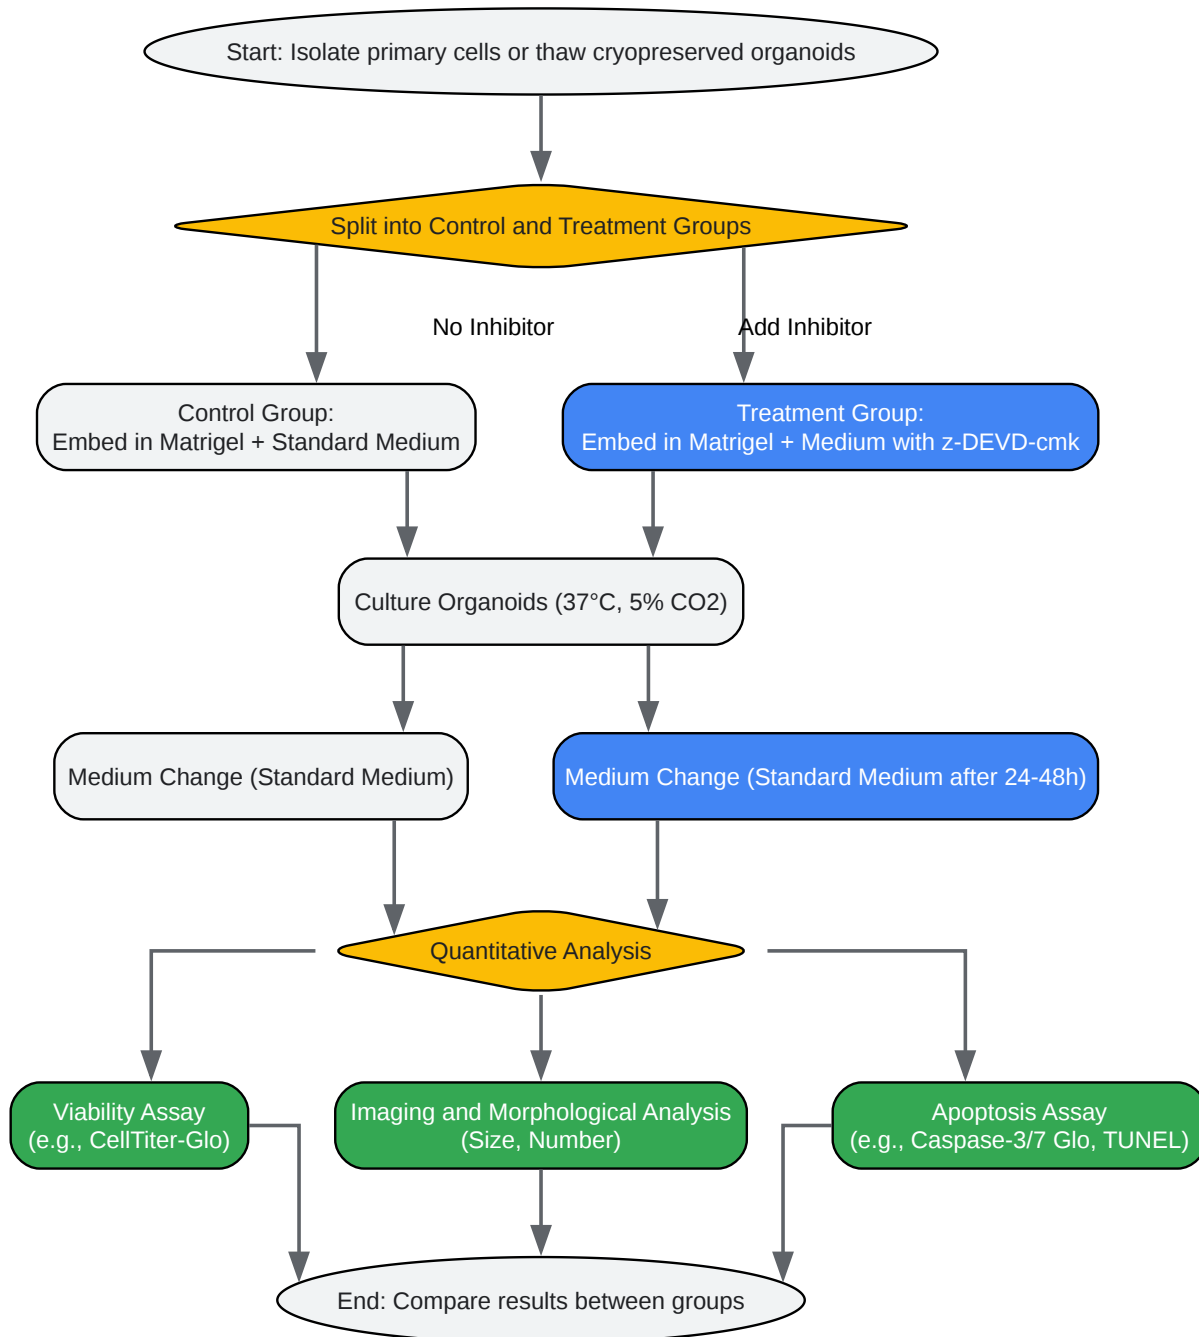 Start: Isolate primary cells or thaw cryopreserved organoids
Split into Control and Treatment Groups
No Inhibitor
Add Inhibitor
Control Group:
Embed in Matrigel + Standard Medium
Treatment Group:
Embed in Matrigel + Medium with z-DEVD-cmk
Culture Organoids (37°C, 5% CO2)
Medium Change (Standard Medium)
Medium Change (Standard Medium after 24-48h)
Quantitative Analysis
Viability Assay
(e.g., CellTiter-Glo)
Imaging and Morphological Analysis
(Size, Number)
Apoptosis Assay
(e.g., Caspase-3/7 Glo, TUNEL)
End: Compare results between groups